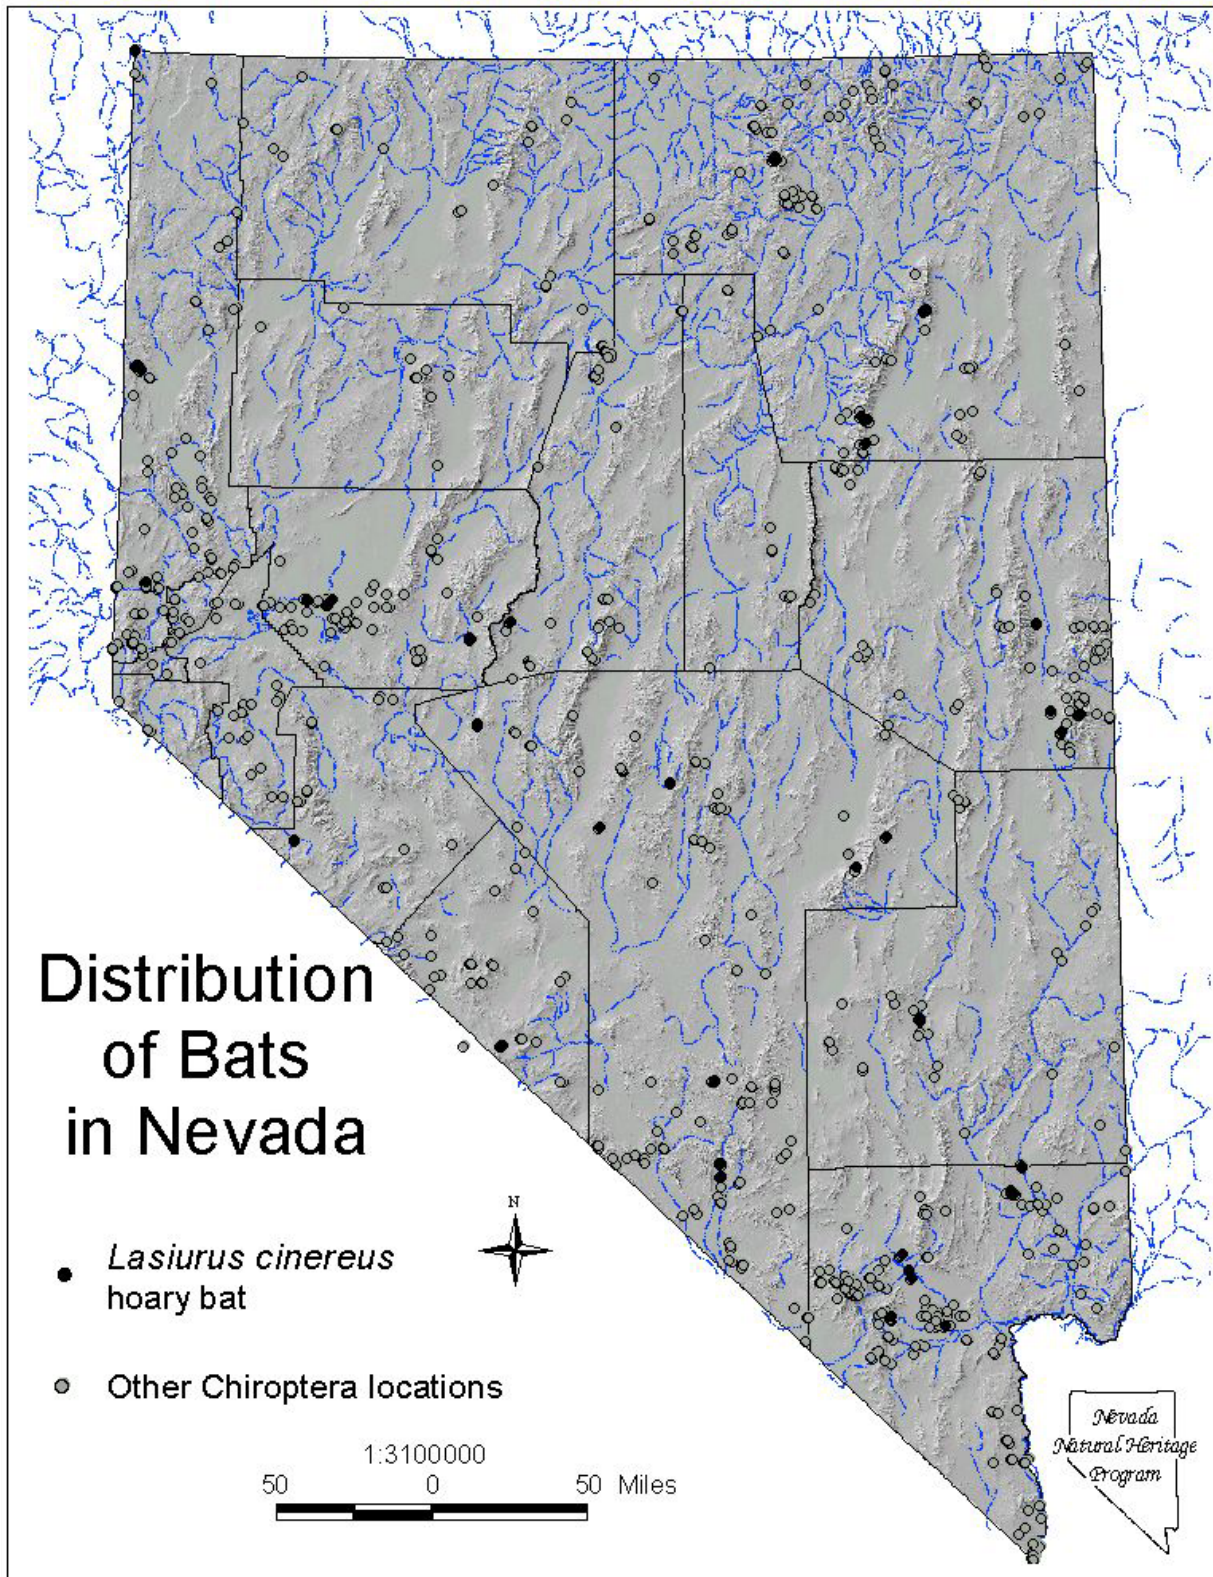 Distribution
of Bats
in Nevada
N
Lasiurus cinereus
hoary bat
Other Chiroptera locations
1:3100000
50 0 50 Miles
Nevada
Natural Heritage
Program